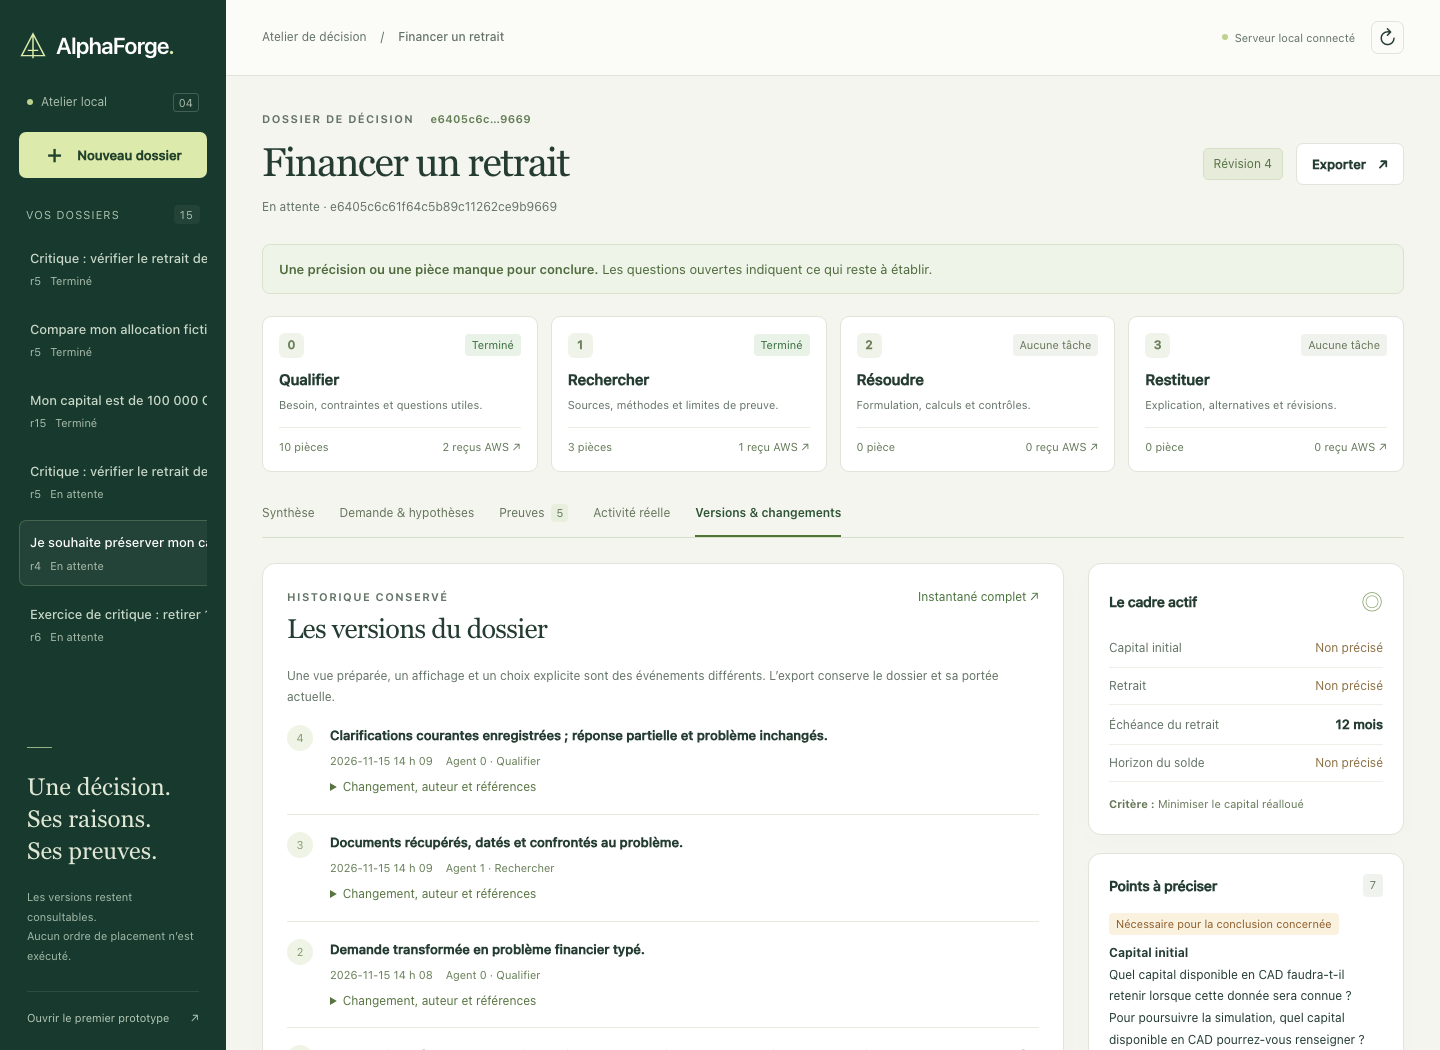 AlphaForge.
Atelier local 04
Nouveau dossier
VOS DOSSIERS 15
Critique : vérifier le retrait de
r5 Terminé
Compare mon allocation ficti
r5 Terminé
Mon capital est de 100 000
r15 Terminé
Critique : vérifier le retrait de
r5 En attente
Je souhaite préserver mon
r4 En attente
Exercice de critique : retirer
r6 En attente
Une décision.
Ses raisons.
Ses preuves.
Les versions restent
consultables.
Aucun ordre de placement n'est
exécuté.
Ouvrir le premier prototype ↗
Atelier de décision / Financer un retrait
Serveur local connecté
DOSSIER DE DÉCISION e6405c6c…9669
Financer un retrait
En attente · e6405c6c61f64c5b89c11262ce9b9669
Révision 4
Exporter ↗
Une précision ou une pièce manque pour conclure. Les questions ouvertes indiquent ce qui reste à établir.
0 Terminé
Qualifier
Besoin, contraintes et questions utiles.
10 pièces 2 reçus AWS ↗
1 Terminé
Rechercher
Sources, méthodes et limites de preuve.
3 pièces 1 reçu AWS ↗
2 Aucune tâche
Résoudre
Formulation, calculs et contrôles.
0 pièce 0 reçu AWS ↗
3 Aucune tâche
Restituer
Explication, alternatives et révisions.
0 pièce 0 reçu AWS ↗
Synthèse Demande & hypothèses Preuves 5 Activité réelle Versions & changements
HISTORIQUE CONSERVÉ Instantané complet ↗
Les versions du dossier
Une vue préparée, un affichage et un choix explicite sont des événements différents. L'export conserve le dossier et sa portée
actuelle.
4 Clarifications courantes enregistrées ; réponse partielle et problème inchangés.
2026-11-15 14 h 09 Agent 0 · Qualifier
▶ Changement, auteur et références
3 Documents récupérés, datés et confrontés au problème.
2026-11-15 14 h 09 Agent 1 · Rechercher
▶ Changement, auteur et références
2 Demande transformée en problème financier typé.
2026-11-15 14 h 08 Agent 0 · Qualifier
▶ Changement, auteur et références
Le cadre actif
Capital initial Non précisé
Retrait Non précisé
Échéance du retrait 12 mois
Horizon du solde Non précisé
Critère : Minimiser le capital réalloué
Points à préciser 7
Nécessaire pour la conclusion concernée
Capital initial
Quel capital disponible en CAD faudra-t-il
retenir lorsque cette donnée sera connue ?
Pour poursuivre la simulation, quel capital
disponible en CAD pourrez-vous renseigner ?